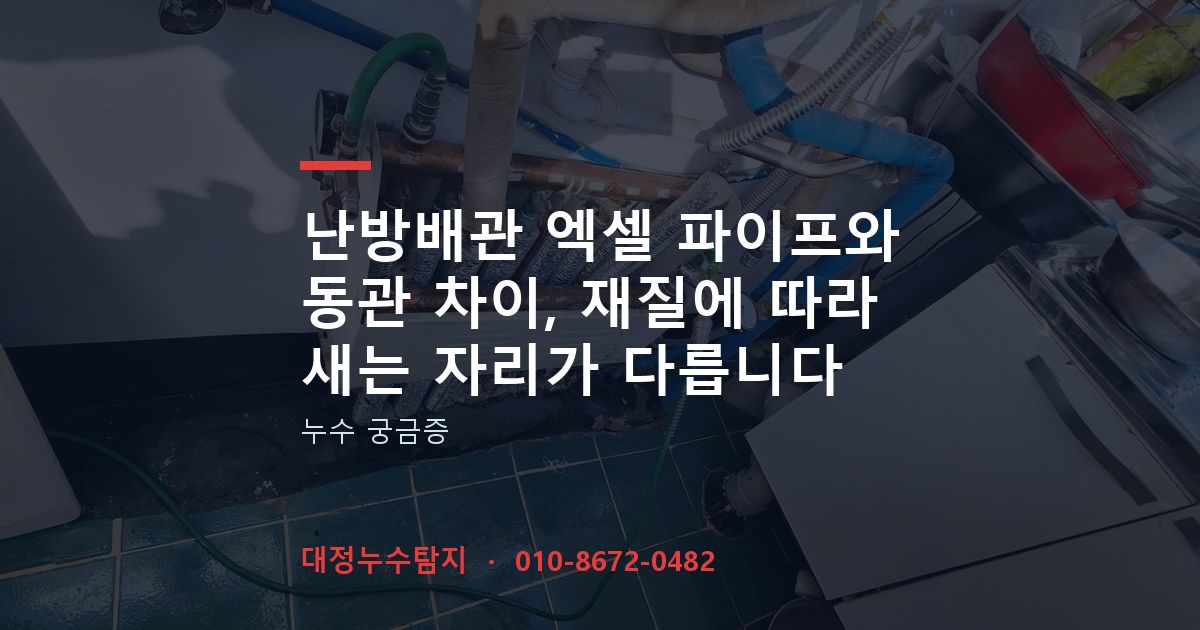 난방배관 엑셀 파이프와
동관 차이, 재질에 따라
새는 자리가 다릅니다
누수 궁금증
대정누수탐지 · 010-8672-0482